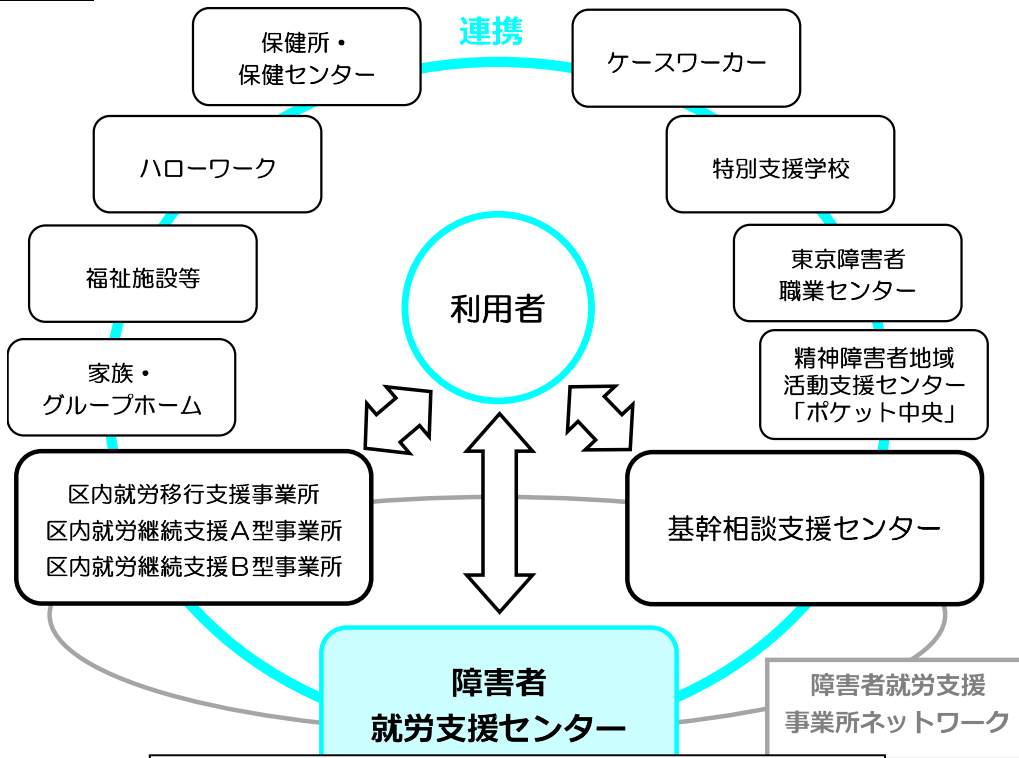 連携
保健所・
保健センター
ケースワーカー
ハローワーク
特別支援学校
福祉施設等
利用者
東京障害者
職業センター
家族・
グループホーム
精神障害者地域
活動支援センター
「ポケット中央」
区内就労移行支援事業所
区内就労継続支援A型事業所
区内就労継続支援B型事業所
基幹相談支援センター
障害者
就労支援センター
障害者就労支援
事業所ネットワーク